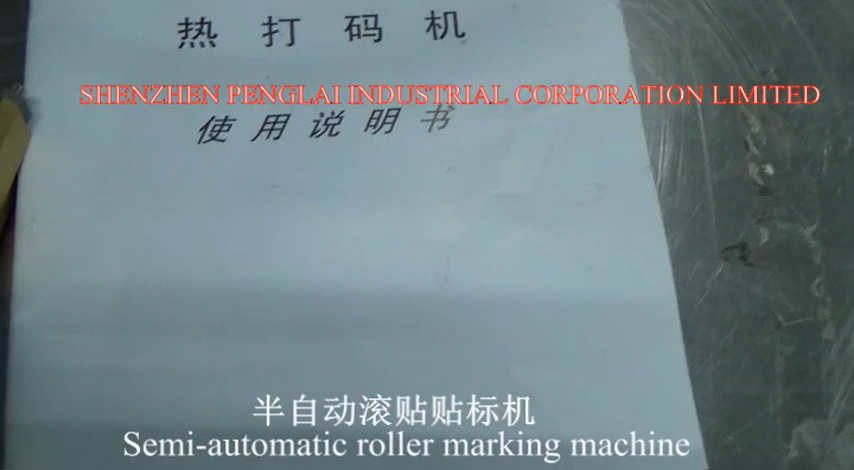 热打码机
SHENZHEN PENGLAI INDUSTRIAL CORPORATION LIMITED
使用说明书
半自动滚贴贴标机
Semi-automatic roller marking machine